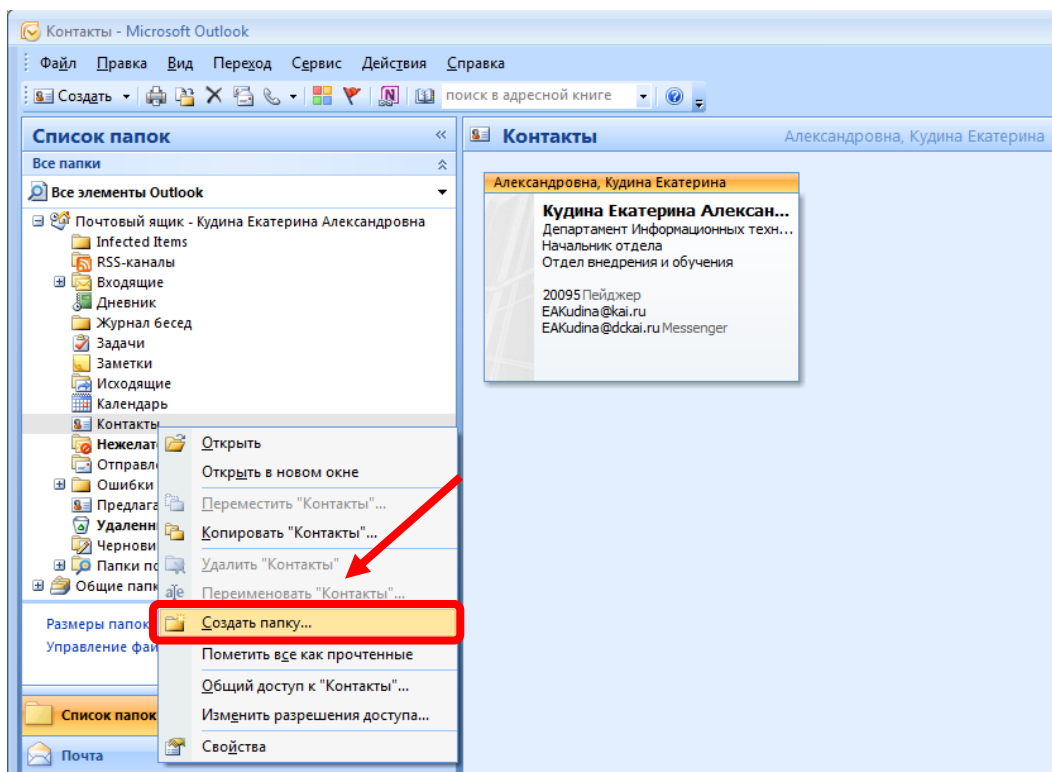 Контакты - Microsoft Outlook
Файл Правка Вид Переход Сервис Действия Справка
Создать поиск в адресной книге
Список папок «
Контакты Александровна, Кудина Екатерина
Все папки
Все элементы Outlook
Александровна, Кудина Екатерина
Кудина Екатерина Алексан...
Департамент Информационных техн...
Начальник отдела
Отдел внедрения и обучения
20095 Пейджер
EAKudina@kai.ru
EAKudina@dckai.ru Messenger
Почтовый ящик - Кудина Екатерина Александровна
Infected Items
RSS-каналы
Входящие
Дневник
Журнал бесед
Задачи
Заметки
Исходящие
Календарь
Контакты
Нежелат
Отправл
Ошибки
Предлага
Удаленн
Чернови
Папки по
Общие папк
Размеры папок
Управление фай
Список папок
Почта
Открыть
Открыть в новом окне
Переместить "Контакты"...
Копировать "Контакты"...
Удалить "Контакты"
Переименовать "Контакты"...
Создать папку...
Пометить все как прочтенные
Общий доступ к "Контакты"...
Изменить разрешения доступа...
Свойства